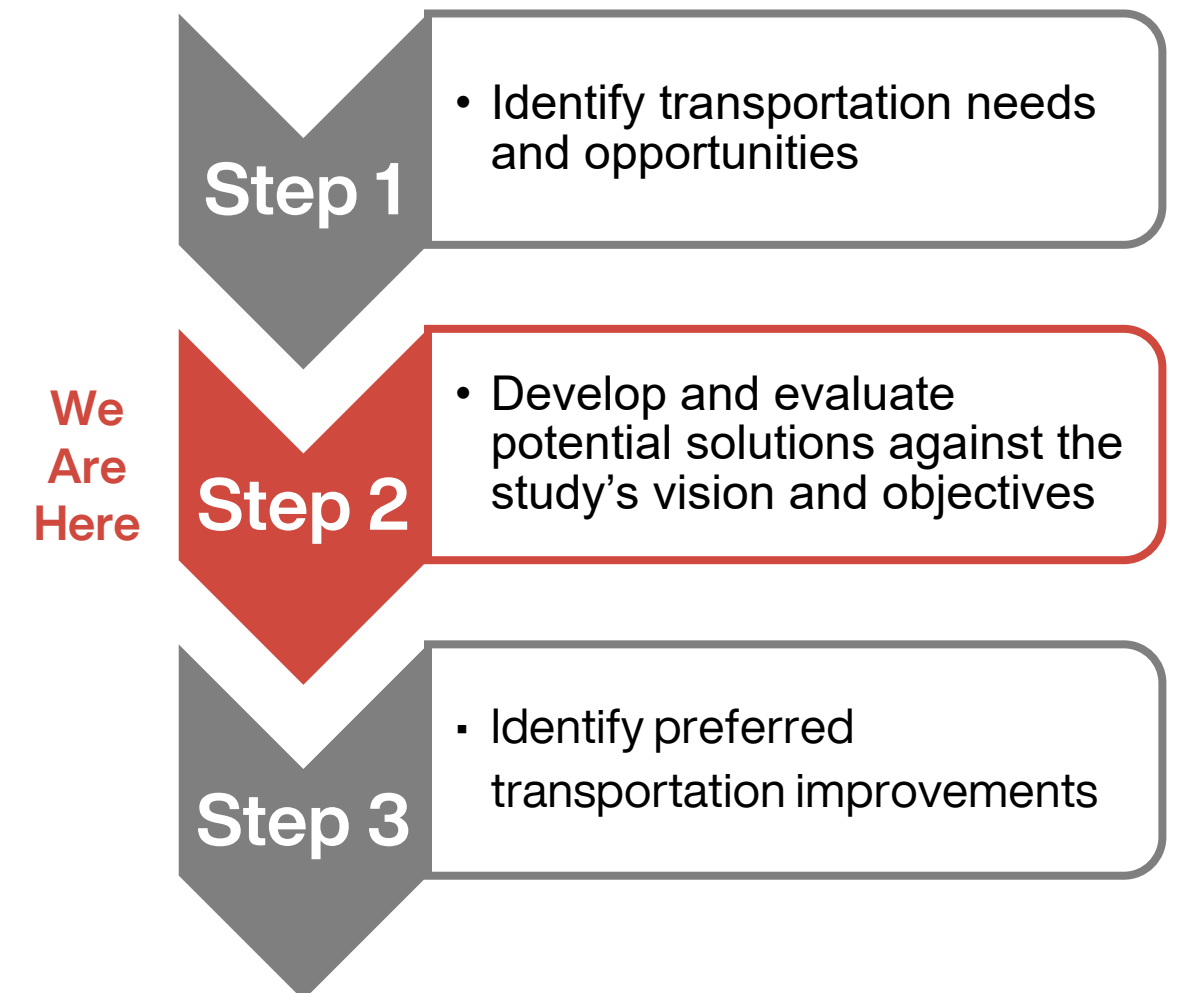 Step 1
• Identify transportation needs
and opportunities
We
Are
Here
Step 2
• Develop and evaluate
potential solutions against the
study’s vision and objectives
Step 3
▪ Identify preferred
transportation improvements